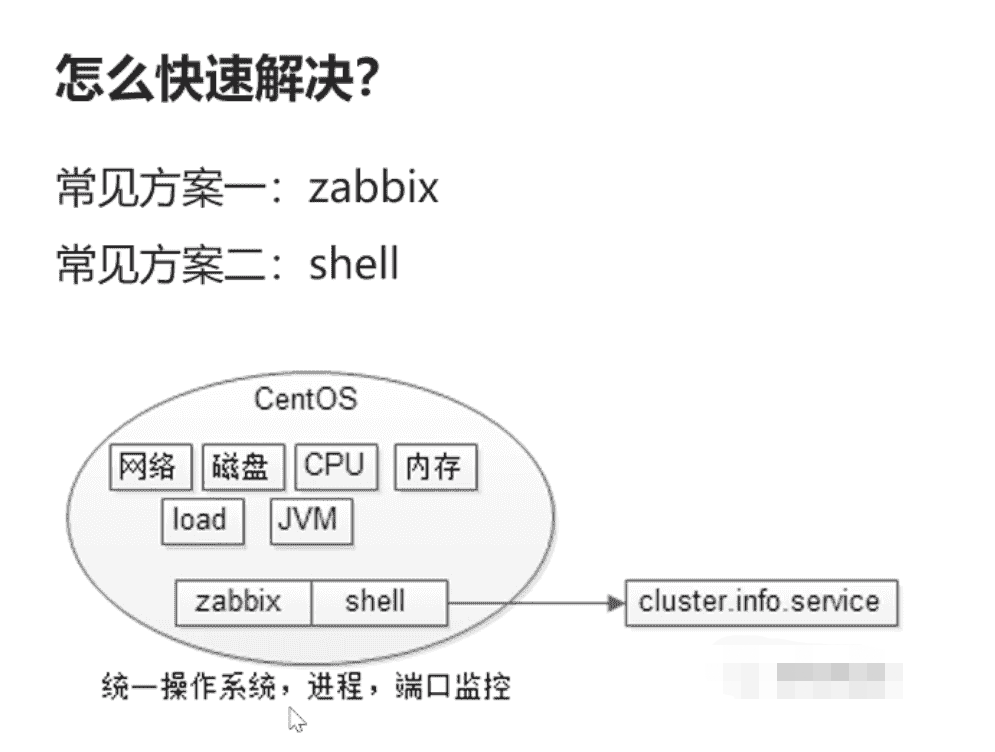 怎么快速解决?
常见方案一：zabbix
常见方案二：shell
CentOS
网络 磁盘 CPU 内存
load JVM
zabbix shell cluster.info.service
统一操作系统，进程，端口监控